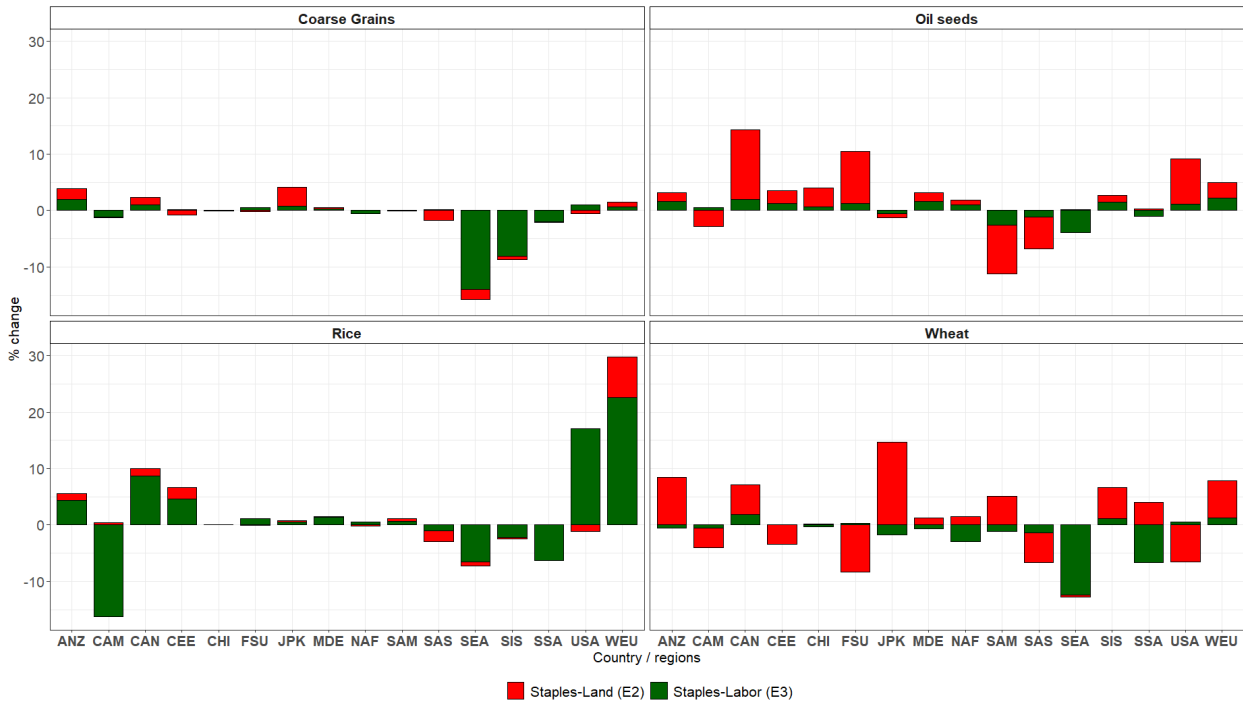 Coarse Grains
Oil seeds
30
20
10
0
-10
% change
Rice
Wheat
30
20
10
0
-10
ANZ CAM CAN CEE CHI FSU JPK MDE NAF SAM SAS SEA SIS SSA USA WEU
ANZ CAM CAN CEE CHI FSU JPK MDE NAF SAM SAS SEA SIS SSA USA WEU
Country / regions
Staples-Land (E2) Staples-Labor (E3)